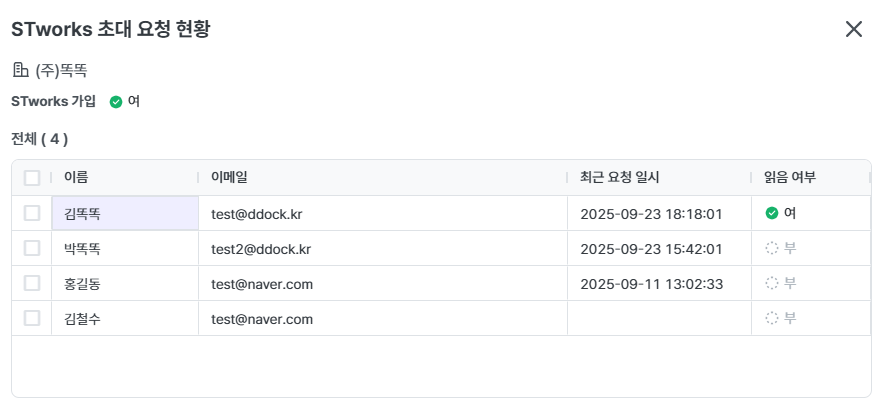 STworks 초대 요청 현황
(주)똑똑
STworks 가입 여
전체 ( 4 )
이름 이메일 최근 요청 일시 읽음 여부
김똑똑 test@ddock.kr 2025-09-23 18:18:01 여
박똑똑 test2@ddock.kr 2025-09-23 15:42:01 부
홍길동 test@naver.com 2025-09-11 13:02:33 부
김철수 test@naver.com 부